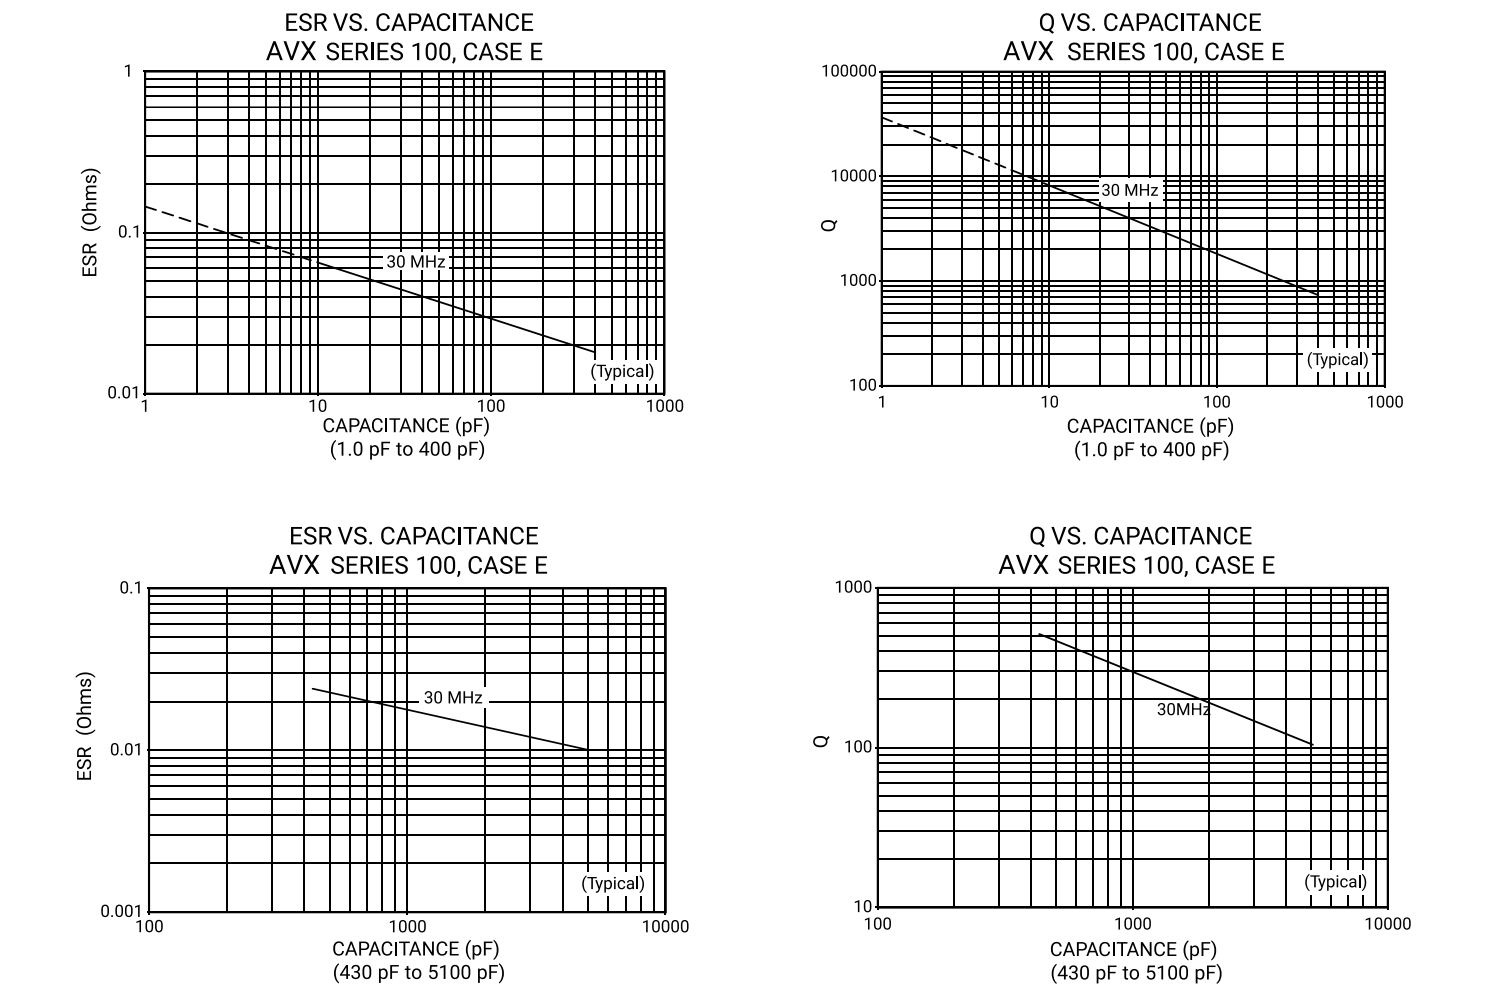 ESR VS. CAPACITANCE
AVX SERIES 100, CASE E
1
0.1
0.01
ESR (Ohms)
30 MHz
(Typical)
1 10 100 1000
CAPACITANCE (pF)
(1.0 pF to 400 pF)
Q VS. CAPACITANCE
AVX SERIES 100, CASE E
100000
10000
1000
100
Q
30 MHz
(Typical)
1 10 100 1000
CAPACITANCE (pF)
(1.0 pF to 400 pF)
ESR VS. CAPACITANCE
AVX SERIES 100, CASE E
0.1
0.01
0.001
ESR (Ohms)
30 MHz
(Typical)
100 1000 10000
CAPACITANCE (pF)
(430 pF to 5100 pF)
Q VS. CAPACITANCE
AVX SERIES 100, CASE E
1000
100
10
Q
30MHz
(Typical)
100 1000 10000
CAPACITANCE (pF)
(430 pF to 5100 pF)